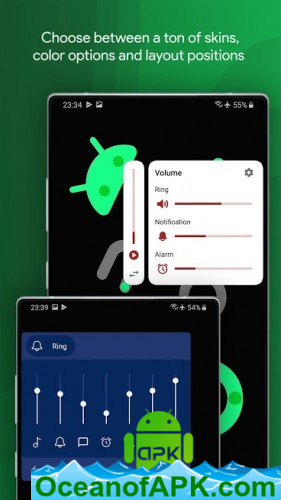 Choose between a ton of skins,
color options and layout positions
23:34
55%
Volume
Ring
Notification
Alarm
23:39
54%
Ring
APK
OceanofAPK.com